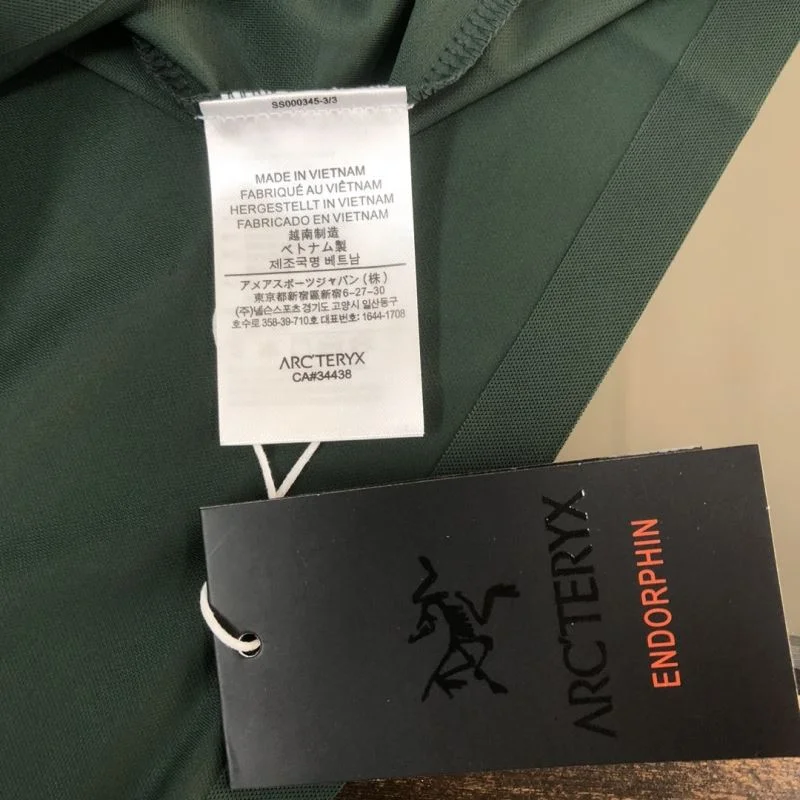 SS000345-3/3
MADE IN VIETNAM
FABRIQUÉ AU VIÊTNAM
HERGESTELLT IN VIETNAM
FABRICADO EN VIETNAM
越南制造
ベトナム製
제조국명 베트남
アメアスポーツジャパン (株)
東京都新宿區新宿6-27-30
(주)넬슨스포츠 경기도 고양시 일산동구
호수로 358-39-710호 대표번호: 1644-1708
ARC'TERYX
CA#34438
ARC'TERYX
ENDORPHIN